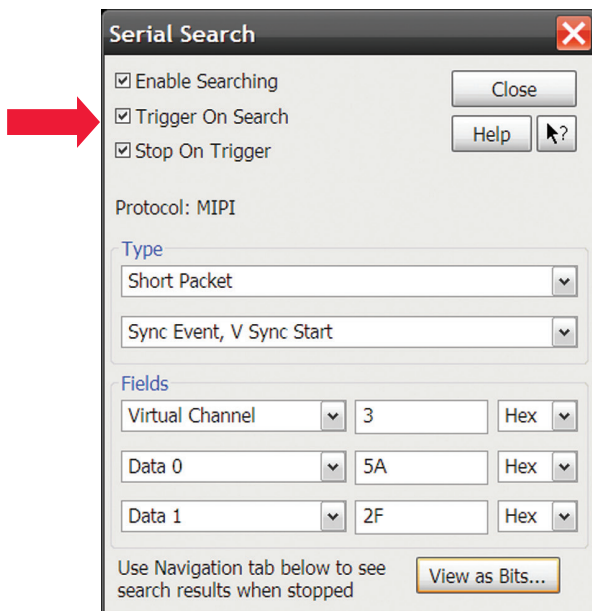 Serial Search
Enable Searching
Close
Trigger On Search
Help
?
Stop On Trigger
Protocol: MIPI
Type
Short Packet
Sync Event, V Sync Start
Fields
Virtual Channel 3 Hex
Data 0 5A Hex
Data 1 2F Hex
Use Navigation tab below to see
search results when stopped
View as Bits...